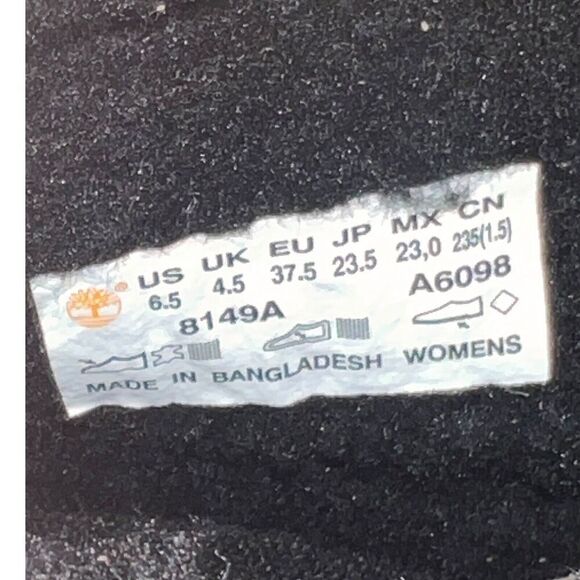 US UK EU JP MX CN
6.5 4.5 37.5 23.5 23,0 235(1.5)
8149A A6098
MADE IN BANGLADESH WOMENS
®